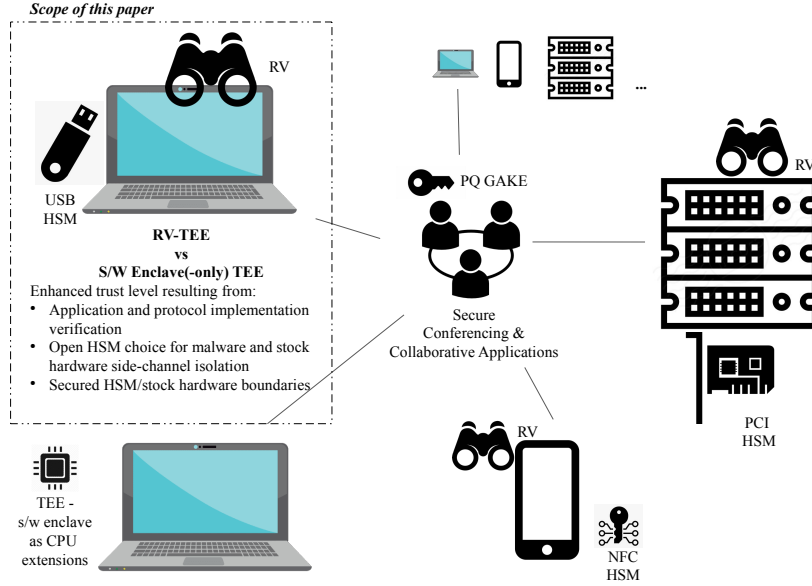 Scope of this paper
RV
USB
HSM
RV-TEE
vs
S/W Enclave(-only) TEE
Enhanced trust level resulting from:
• Application and protocol implementation
verification
• Open HSM choice for malware and stock
hardware side-channel isolation
• Secured HSM/stock hardware boundaries
TEE -
s/w enclave
as CPU
extensions
PQ GAKE
Secure
Conferencing &
Collaborative Applications
...
RV
PCI
HSM
RV
NFC
HSM